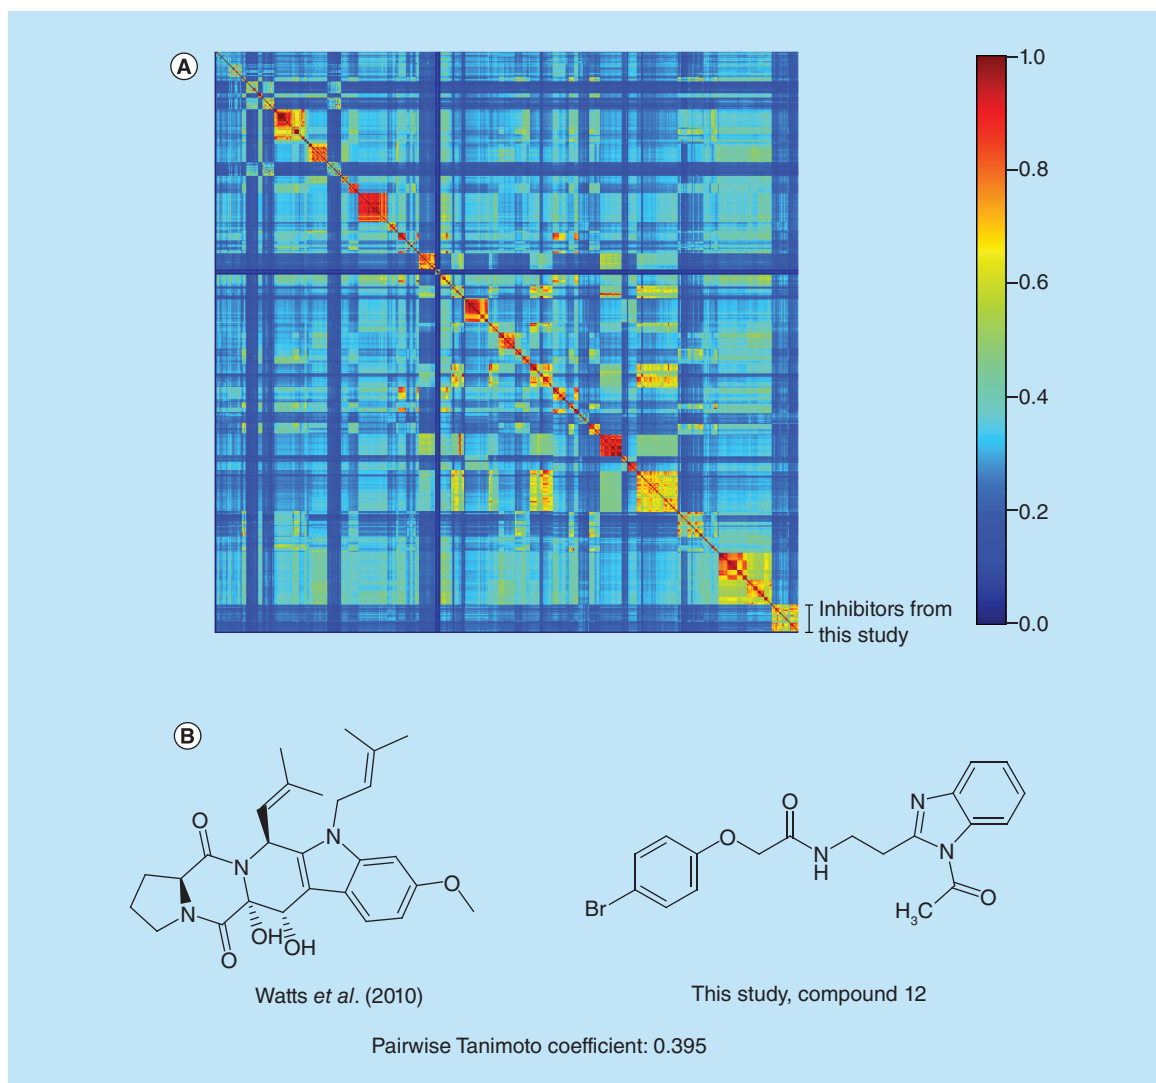 A
1.0
0.8
0.6
0.4
0.2
0.0
Inhibitors from
this study
B
O
N
N
O
N
O
OH
OH
Watts et al. (2010)
Br
O
O
N
H
N
N
O
H3C
This study, compound 12
Pairwise Tanimoto coefficient: 0.395